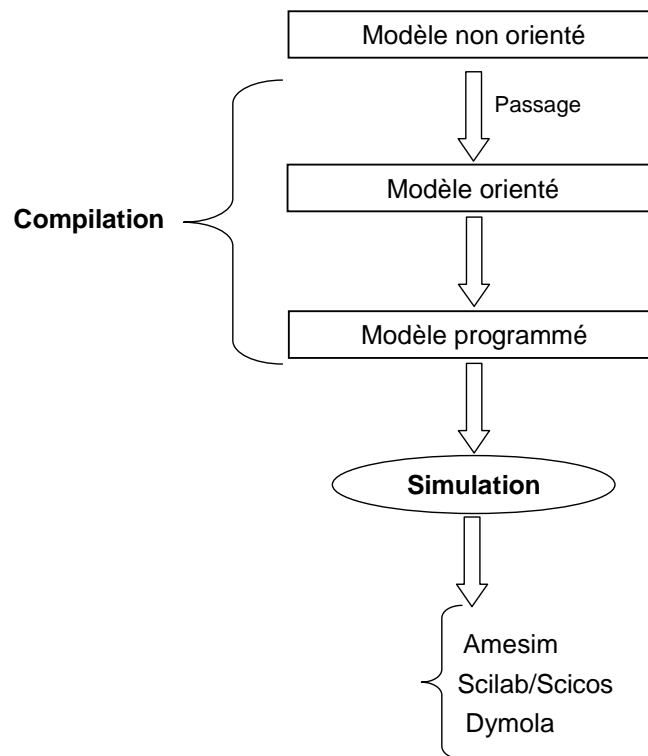 Modèle non orienté
Passage
Modèle orienté
Compilation
Modèle programmé
Simulation
Amesim
Scilab/Scicos
Dymola